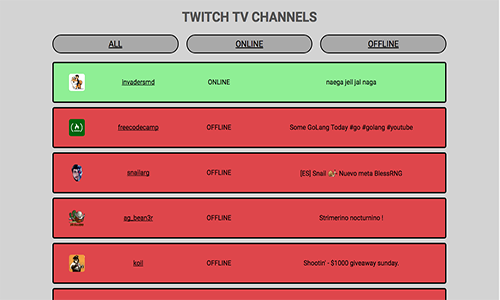 TWITCH TV CHANNELS
ALL ONLINE OFFLINE
invadersmd ONLINE naega jeil jal naga
freecodecamp OFFLINE Some GoLang Today #go #golang #youtube
snailarg OFFLINE [ES] Snail Nuevo meta BlessRNG
ag_bean3r OFFLINE Strimerino nocturnino !
koil OFFLINE Shootin' - $1000 giveaway sunday.